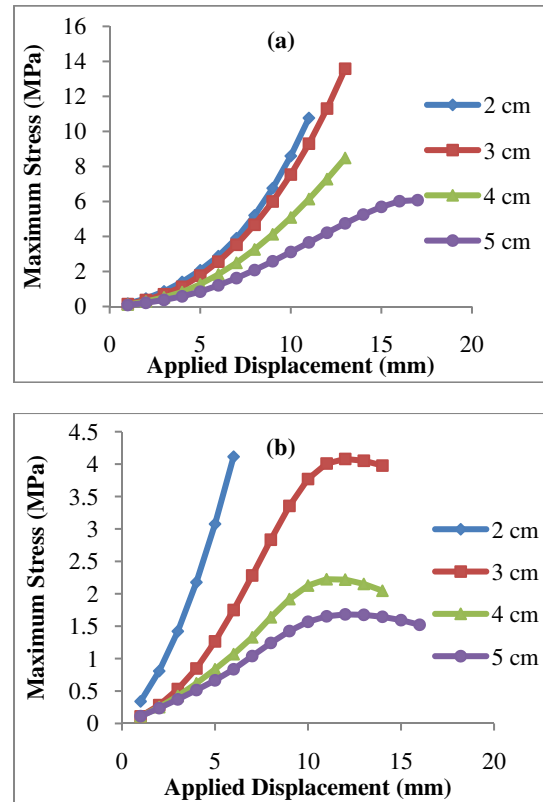 (a)
Maximum Stress (MPa)
16
14
12
10
8
6
4
2
0
0 5 10 15 20
Applied Displacement (mm)
2 cm
3 cm
4 cm
5 cm
(b)
Maximum Stress (MPa)
4.5
4
3.5
3
2.5
2
1.5
1
0.5
0
0 5 10 15 20
Applied Displacement (mm)
2 cm
3 cm
4 cm
5 cm